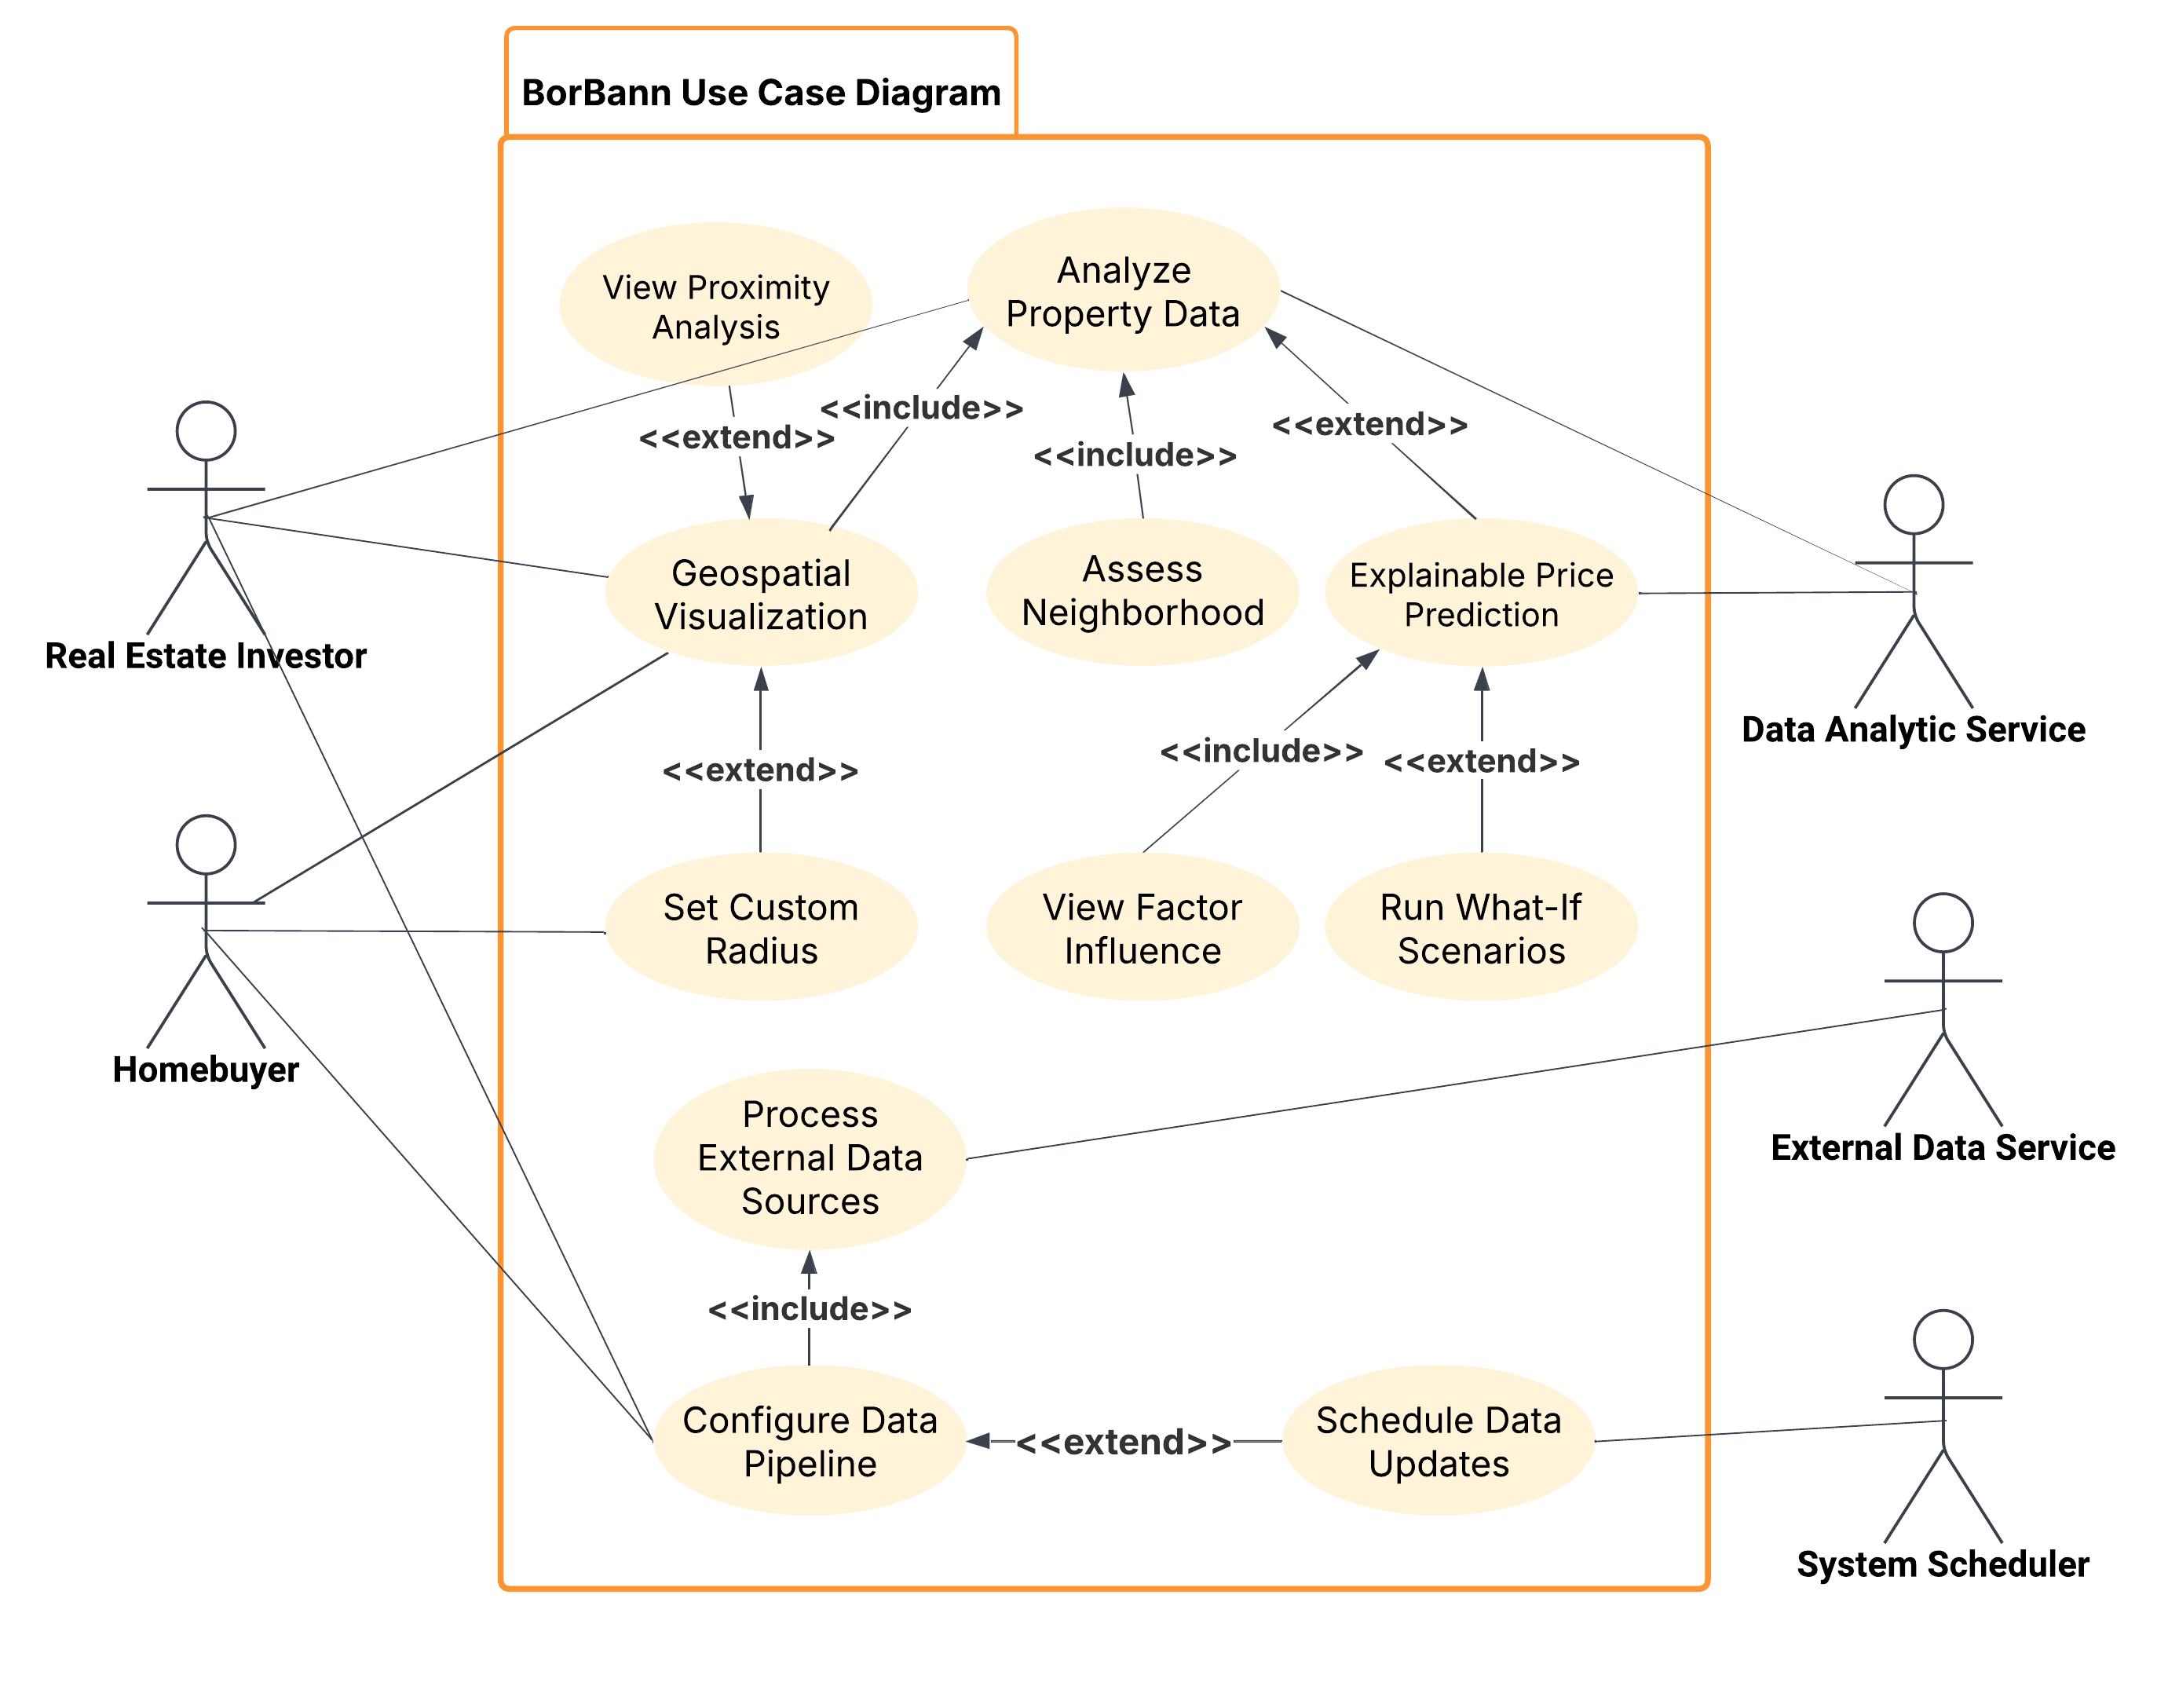 BorBann Use Case Diagram
View Proximity
Analysis
Analyze
Property Data
<<extend>>
<<include>>
<<include>>
<<extend>>
Real Estate Investor
Geospatial
Visualization
Assess
Neighborhood
Explainable Price
Prediction
Data Analytic Service
<<extend>>
<<include>>
<<extend>>
Homebuyer
Set Custom
Radius
View Factor
Influence
Run What-If
Scenarios
Process
External Data
Sources
External Data Service
<<include>>
Configure Data
Pipeline
<<extend>>
Schedule Data
Updates
System Scheduler